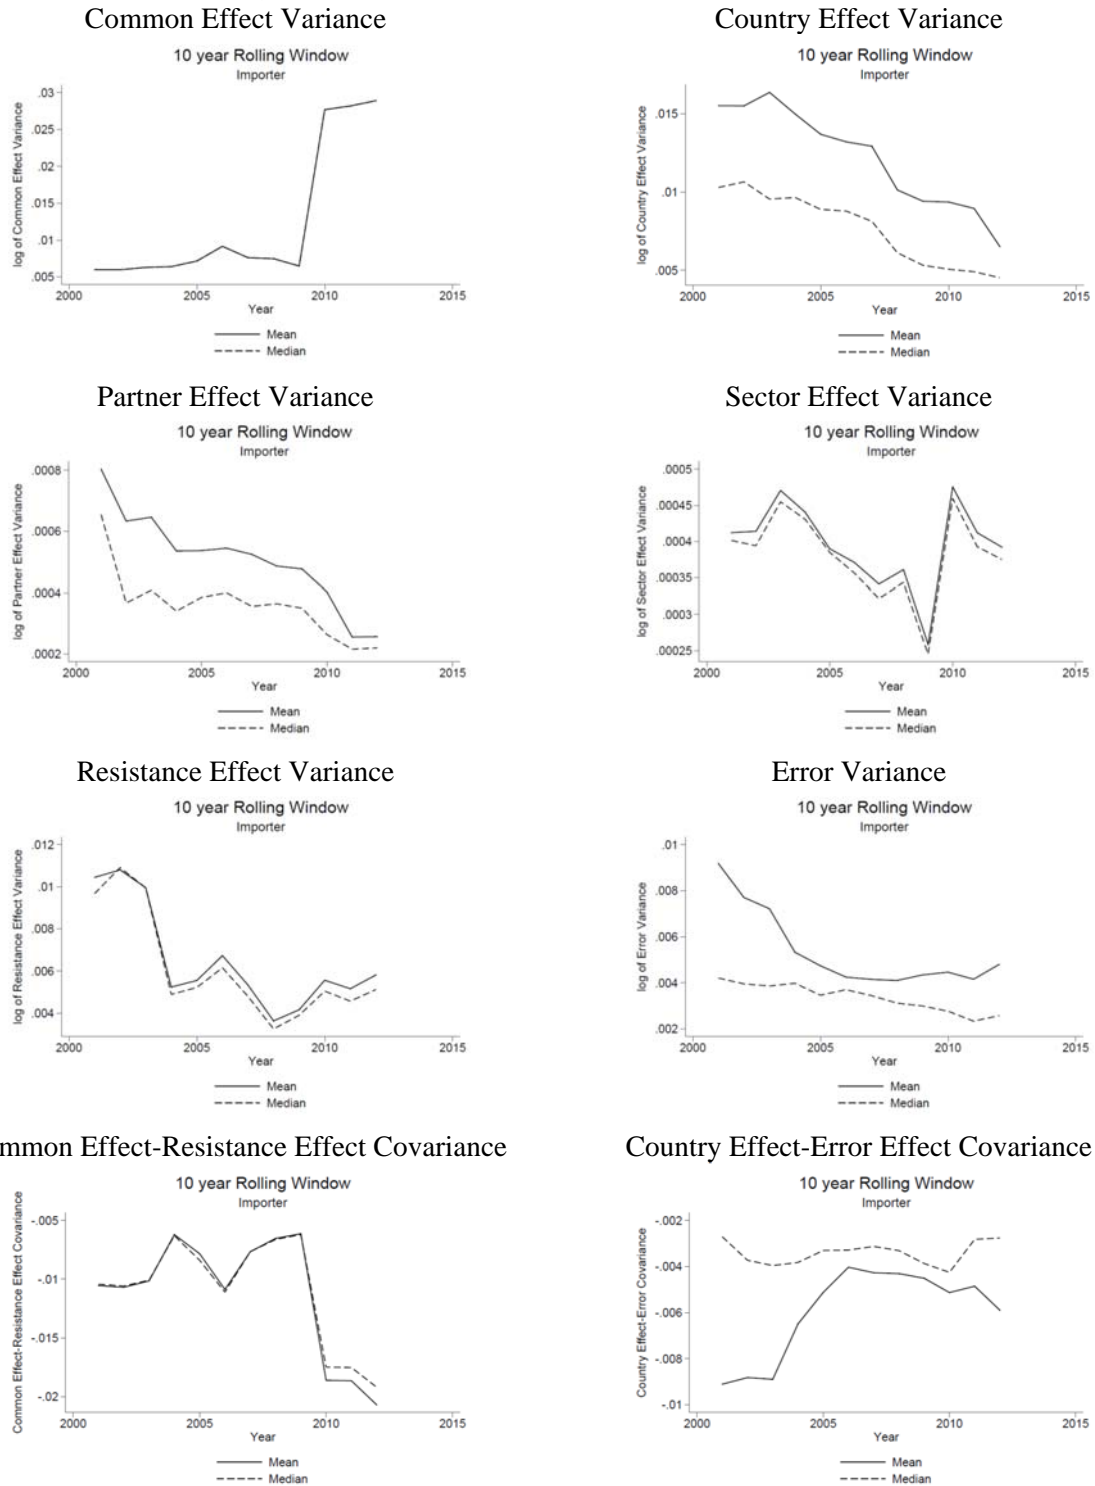 Common Effect Variance
10 year Rolling Window
Importer
log of Common Effect Variance
.03
.025
.02
.015
.01
.005
2000 2005 2010 2015
Year
Mean
Median
Country Effect Variance
10 year Rolling Window
Importer
log of Country Effect Variance
.015
.01
.005
2000 2005 2010 2015
Year
Mean
Median
Partner Effect Variance
10 year Rolling Window
Importer
log of Partner Effect Variance
.0008
.0006
.0004
.0002
2000 2005 2010 2015
Year
Mean
Median
Sector Effect Variance
10 year Rolling Window
Importer
log of Sector Effect Variance
.0005
.00045
.0004
.00035
.0003
.00025
2000 2005 2010 2015
Year
Mean
Median
Resistance Effect Variance
10 year Rolling Window
Importer
log of Resistance Effect Variance
.012
.01
.008
.006
.004
2000 2005 2010 2015
Year
Mean
Median
Error Variance
10 year Rolling Window
Importer
log of Error Variance
.01
.008
.006
.004
.002
2000 2005 2010 2015
Year
Mean
Median
mmon Effect-Resistance Effect Covariance
10 year Rolling Window
Importer
Common Effect-Resistance Effect Covariance
-.005
-.01
-.015
-.02
2000 2005 2010 2015
Year
Mean
Median
Country Effect-Error Effect Covariance
10 year Rolling Window
Importer
Country Effect-Error Covariance
-.002
-.004
-.006
-.008
-.01
2000 2005 2010 2015
Year
Mean
Median